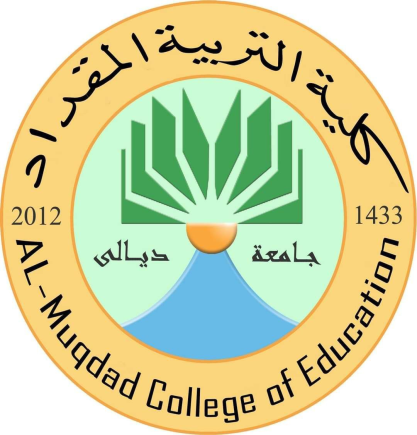 كلية التربية المقداد
2012
1433
جامعة ديالى
AL-Muqdad College of Education